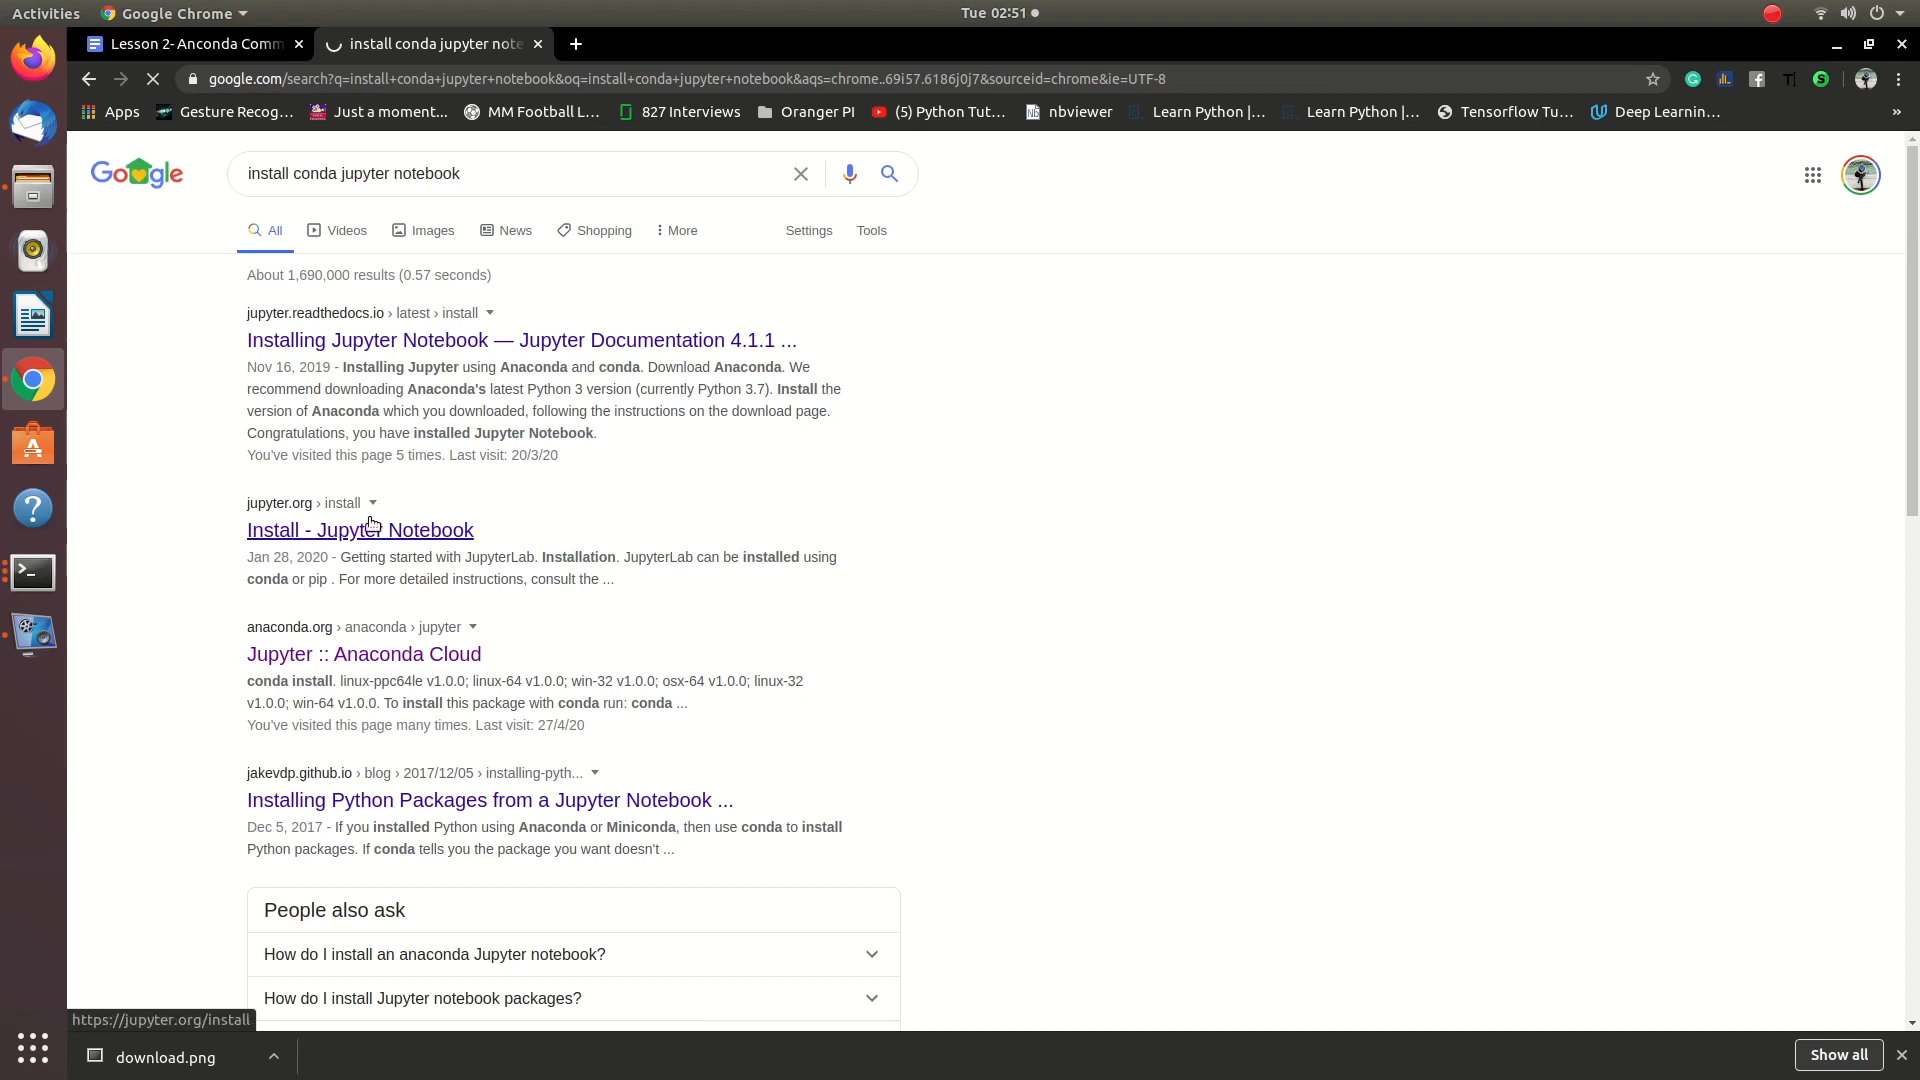 Activities Google Chrome Tue 02:51
Lesson 2- Anconda Comm install conda jupyter note
google.com/search?q=install+conda+jupyter+notebook&oq=install+conda+jupyter+notebook&aqs=chrome..69i57.6186j0j7&sourceid=chrome&ie=UTF-8
Apps Gesture Recog... Just a moment... MM Football L... 827 Interviews Oranger PI (5) Python Tut... nbviewer Learn Python |... Learn Python |... Tensorflow Tu... Deep Learnin... »
Google install conda jupyter notebook
All Videos Images News Shopping More Settings Tools
About 1,690,000 results (0.57 seconds)
jupyter.readthedocs.io › latest › install
Installing Jupyter Notebook — Jupyter Documentation 4.1.1 ...
Nov 16, 2019 - Installing Jupyter using Anaconda and conda. Download Anaconda. We
recommend downloading Anaconda's latest Python 3 version (currently Python 3.7). Install the
version of Anaconda which you downloaded, following the instructions on the download page.
Congratulations, you have installed Jupyter Notebook.
You've visited this page 5 times. Last visit: 20/3/20
jupyter.org › install
Install - Jupyter Notebook
Jan 28, 2020 - Getting started with JupyterLab. Installation. JupyterLab can be installed using
conda or pip . For more detailed instructions, consult the ...
anaconda.org › anaconda › jupyter
Jupyter :: Anaconda Cloud
conda install. linux-ppc64le v1.0.0; linux-64 v1.0.0; win-32 v1.0.0; osx-64 v1.0.0; linux-32
v1.0.0; win-64 v1.0.0. To install this package with conda run: conda ...
You've visited this page many times. Last visit: 27/4/20
jakevdp.github.io › blog › 2017/12/05 › installing-pyth...
Installing Python Packages from a Jupyter Notebook ...
Dec 5, 2017 - If you installed Python using Anaconda or Miniconda, then use conda to install
Python packages. If conda tells you the package you want doesn't ...
People also ask
How do I install an anaconda Jupyter notebook?
How do I install Jupyter notebook packages?
https://jupyter.org/install
download.png Show all